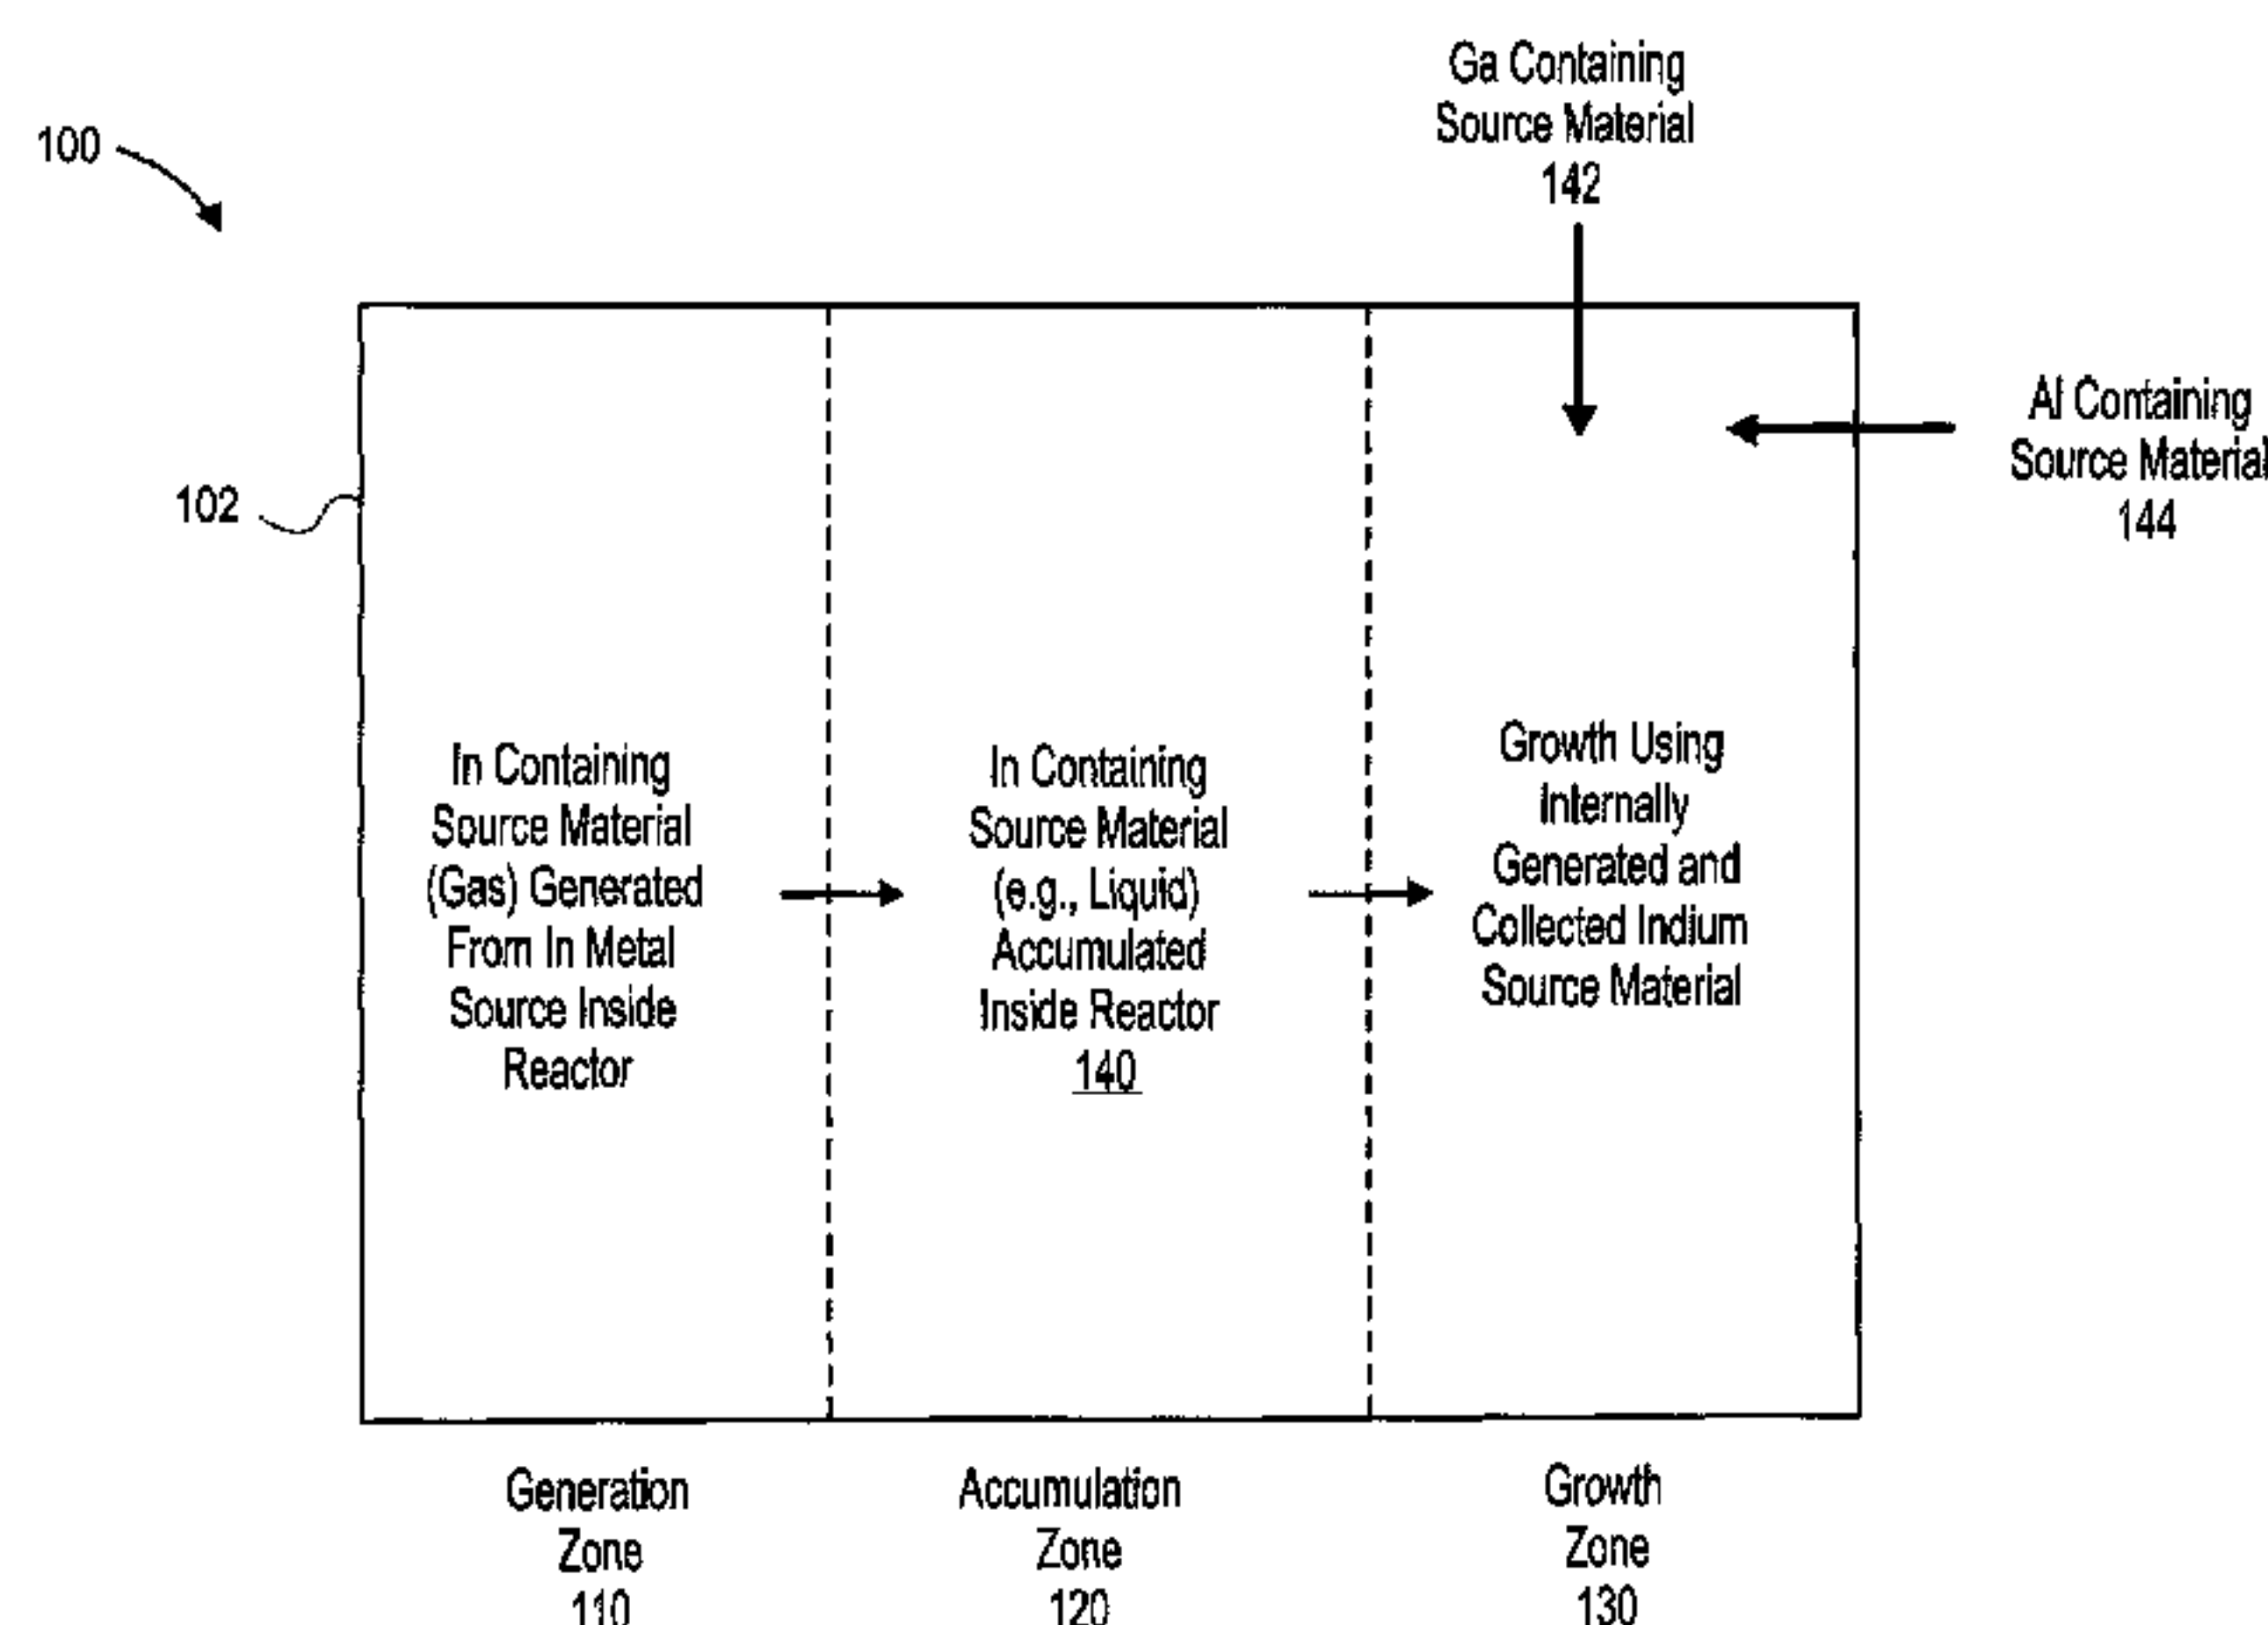 100
Ga Containing
Source Material
142
Al Containing
Source Material
144
102
In Containing
Source Material
(Gas) Generated
From In Metal
Source Inside
Reactor
In Containing
Source Material
(e.g., Liquid)
Accumulated
Inside Reactor
140
Growth Using
Internally
Generated and
Collected Indium
Source Material
Generation
Zone
110
Accumulation
Zone
120
Growth
Zone
130